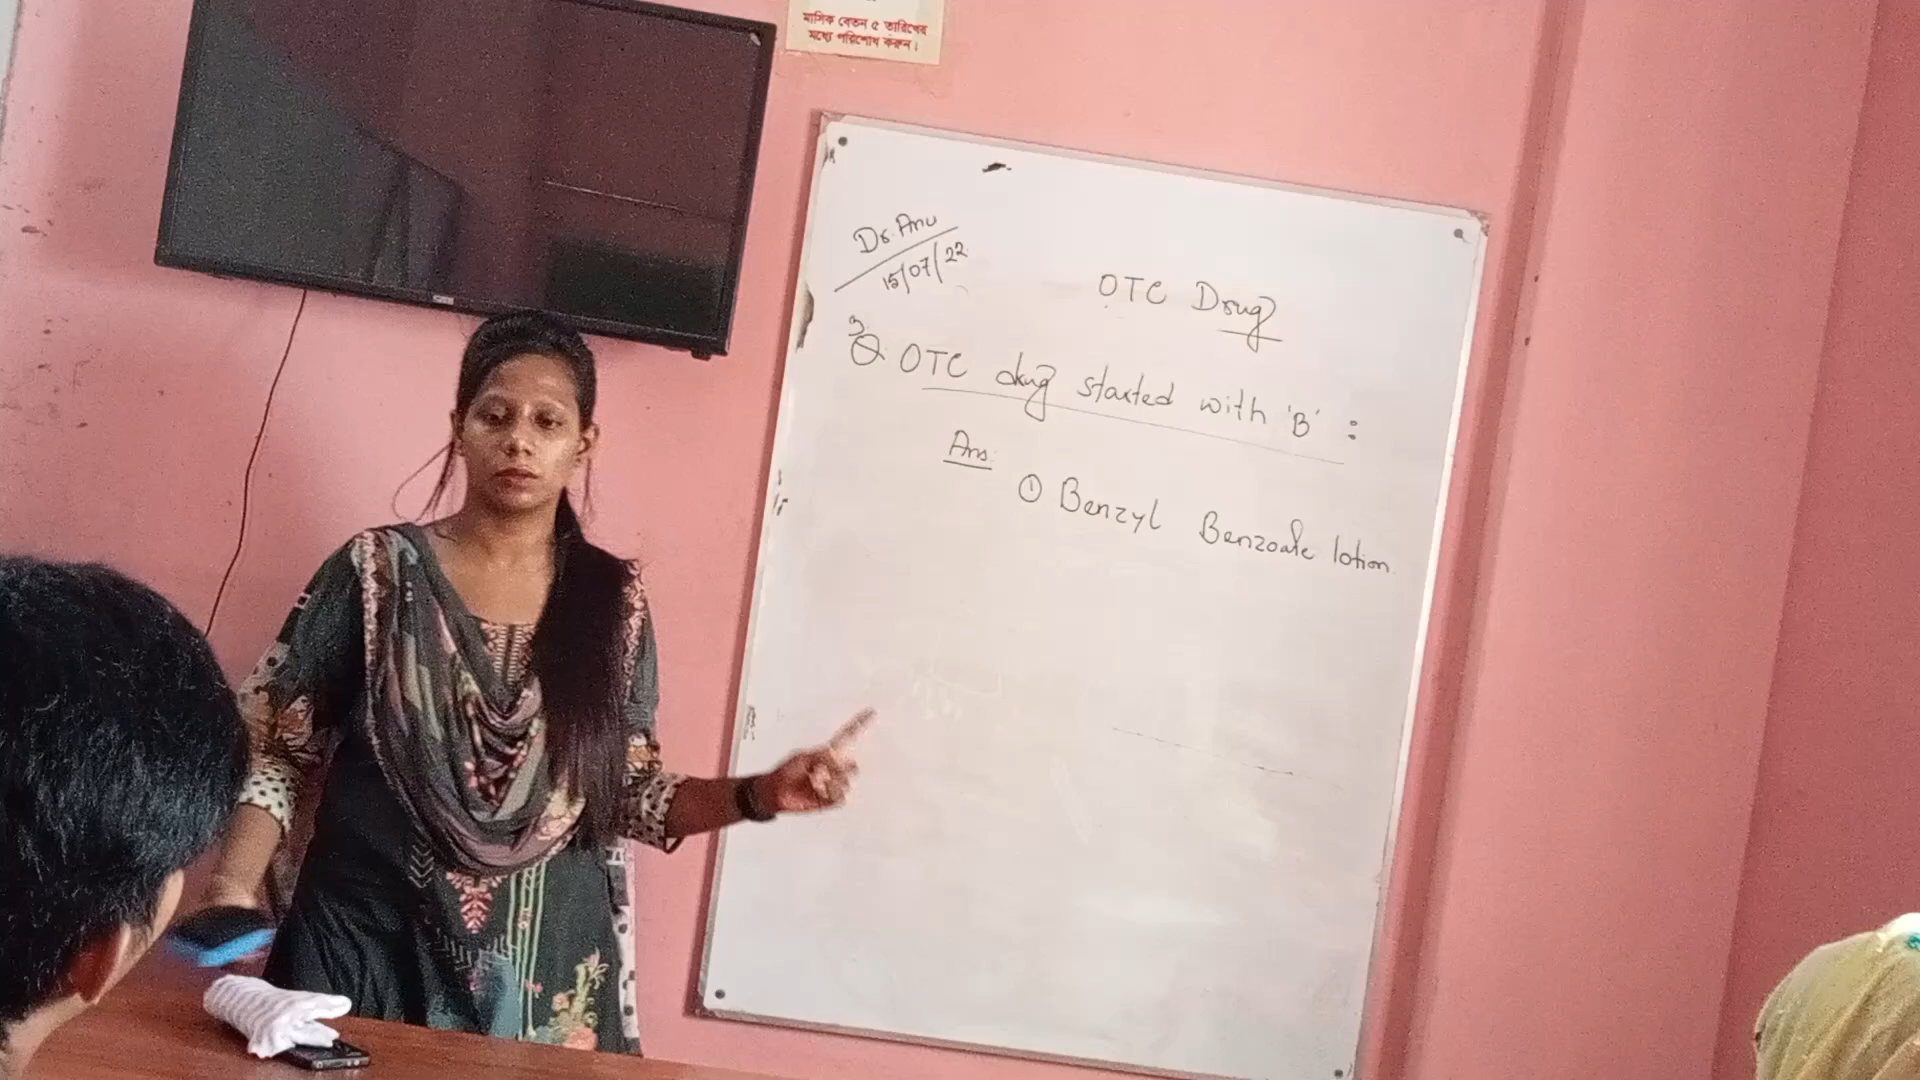 মাসিক বেতন ৫ তারিখের
মধ্যে পরিশোধ করুন।
Dr. Anu
15/07/22
OTC Drug
Q. OTC drug started with 'B' :
Ans:
① Benzyl Benzoate lotion.